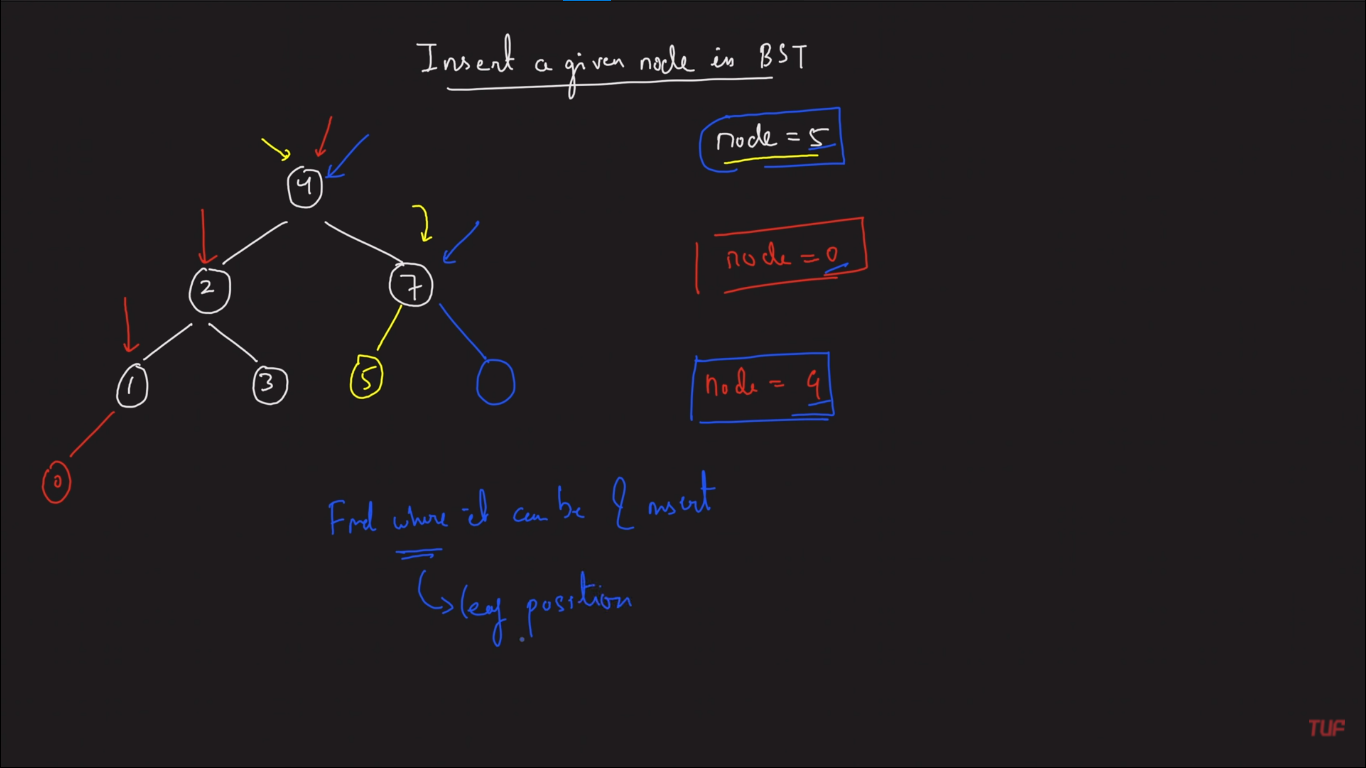 Insert a given node in BST
node = 5
4
node = 0
2
7
1
3
5
node = 9
0
Find where it can be & insert
leaf position
TUF